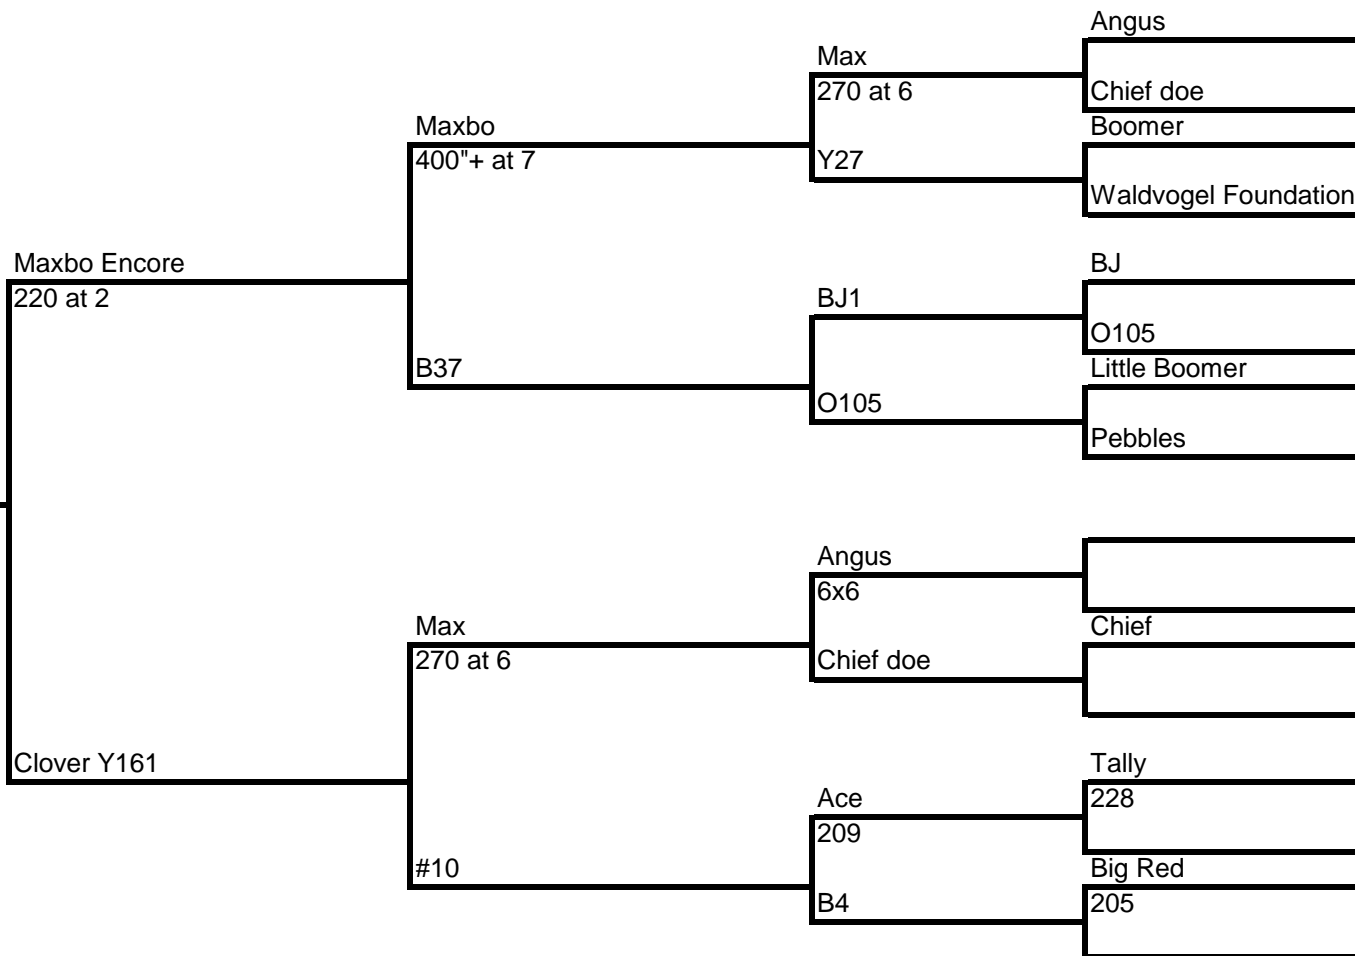 Angus
Max
270 at 6
Chief doe
Maxbo
Boomer
400"+ at 7
Y27
Waldvogel Foundation
Maxbo Encore
BJ
220 at 2
BJ1
O105
B37
Little Boomer
O105
Pebbles
Angus
6x6
Max
Chief
270 at 6
Chief doe
Clover Y161
Tally
Ace
228
209
#10
Big Red
B4
205